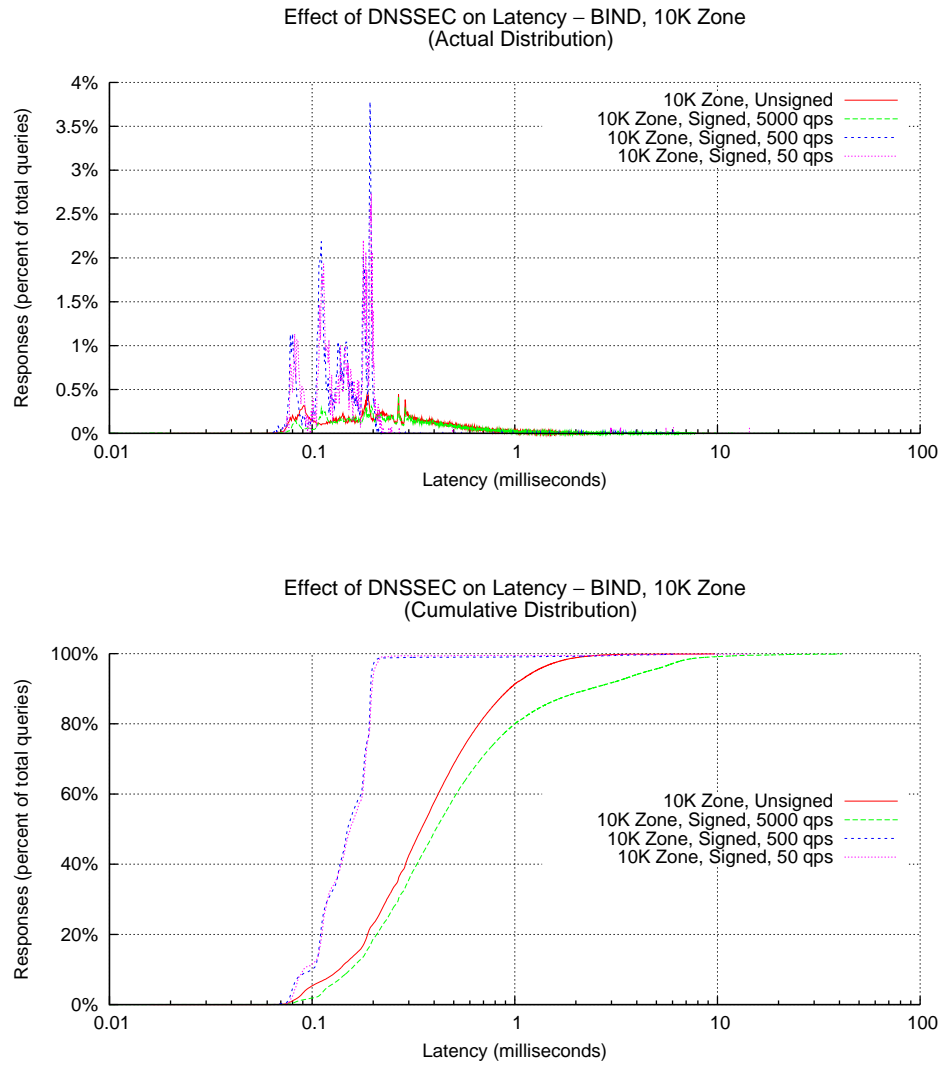 Effect of DNSSEC on Latency – BIND, 10K Zone
(Actual Distribution)
Responses (percent of total queries)
4%
3.5%
3%
2.5%
2%
1.5%
1%
0.5%
0%
10K Zone, Unsigned
10K Zone, Signed, 5000 qps
10K Zone, Signed, 500 qps
10K Zone, Signed, 50 qps
0.01 0.1 1 10 100
Latency (milliseconds)
Effect of DNSSEC on Latency – BIND, 10K Zone
(Cumulative Distribution)
Responses (percent of total queries)
100%
80%
60%
40%
20%
0%
10K Zone, Unsigned
10K Zone, Signed, 5000 qps
10K Zone, Signed, 500 qps
10K Zone, Signed, 50 qps
0.01 0.1 1 10 100
Latency (milliseconds)